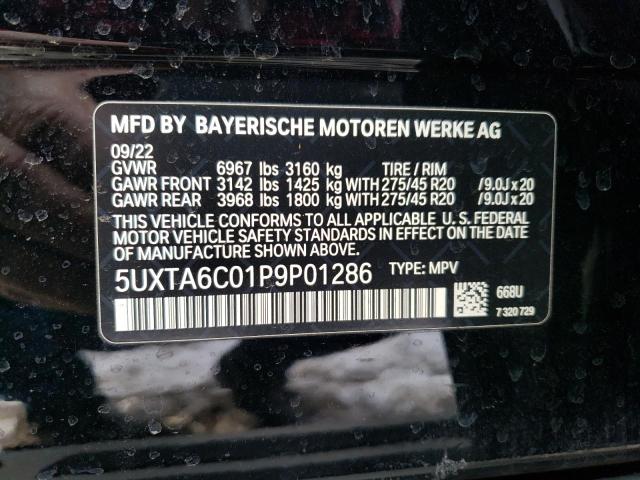 MFD BY BAYERISCHE MOTOREN WERKE AG
09/22
GVWR 6967 lbs 3160 kg TIRE / RIM
GAWR FRONT 3142 lbs 1425 kg WITH 275/45 R20 /9.0J x 20
GAWR REAR 3968 lbs 1800 kg WITH 275/45 R20 /9.0J x 20
THIS VEHICLE CONFORMS TO ALL APPLICABLE U.S. FEDERAL
MOTOR VEHICLE SAFETY STANDARDS IN EFFECT ON THE DATE
OF MANUFACTURE SHOWN ABOVE.
5UXTA6C01P9P01286 TYPE: MPV
668U
7 320 729